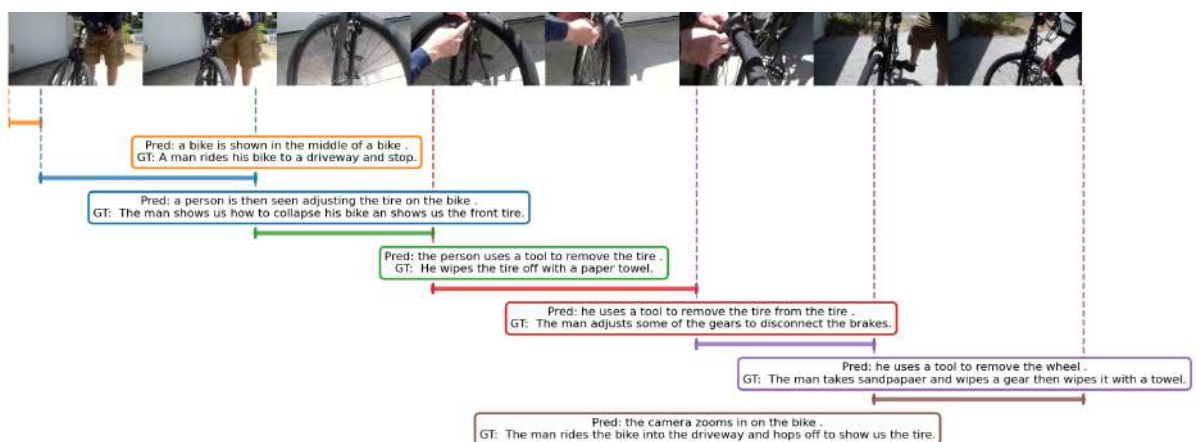 Pred: a bike is shown in the middle of a bike .
GT: A man rides his bike to a driveway and stop.
Pred: a person is then seen adjusting the tire on the bike .
GT: The man shows us how to collapse his bike an shows us the front tire.
Pred: the person uses a tool to remove the tire .
GT: He wipes the tire off with a paper towel.
Pred: he uses a tool to remove the tire from the tire .
GT: The man adjusts some of the gears to disconnect the brakes.
Pred: he uses a tool to remove the wheel .
GT: The man takes sandpapaer and wipes a gear then wipes it with a towel.
Pred: the camera zooms in on the bike .
GT: The man rides the bike into the driveway and hops off to show us the tire.